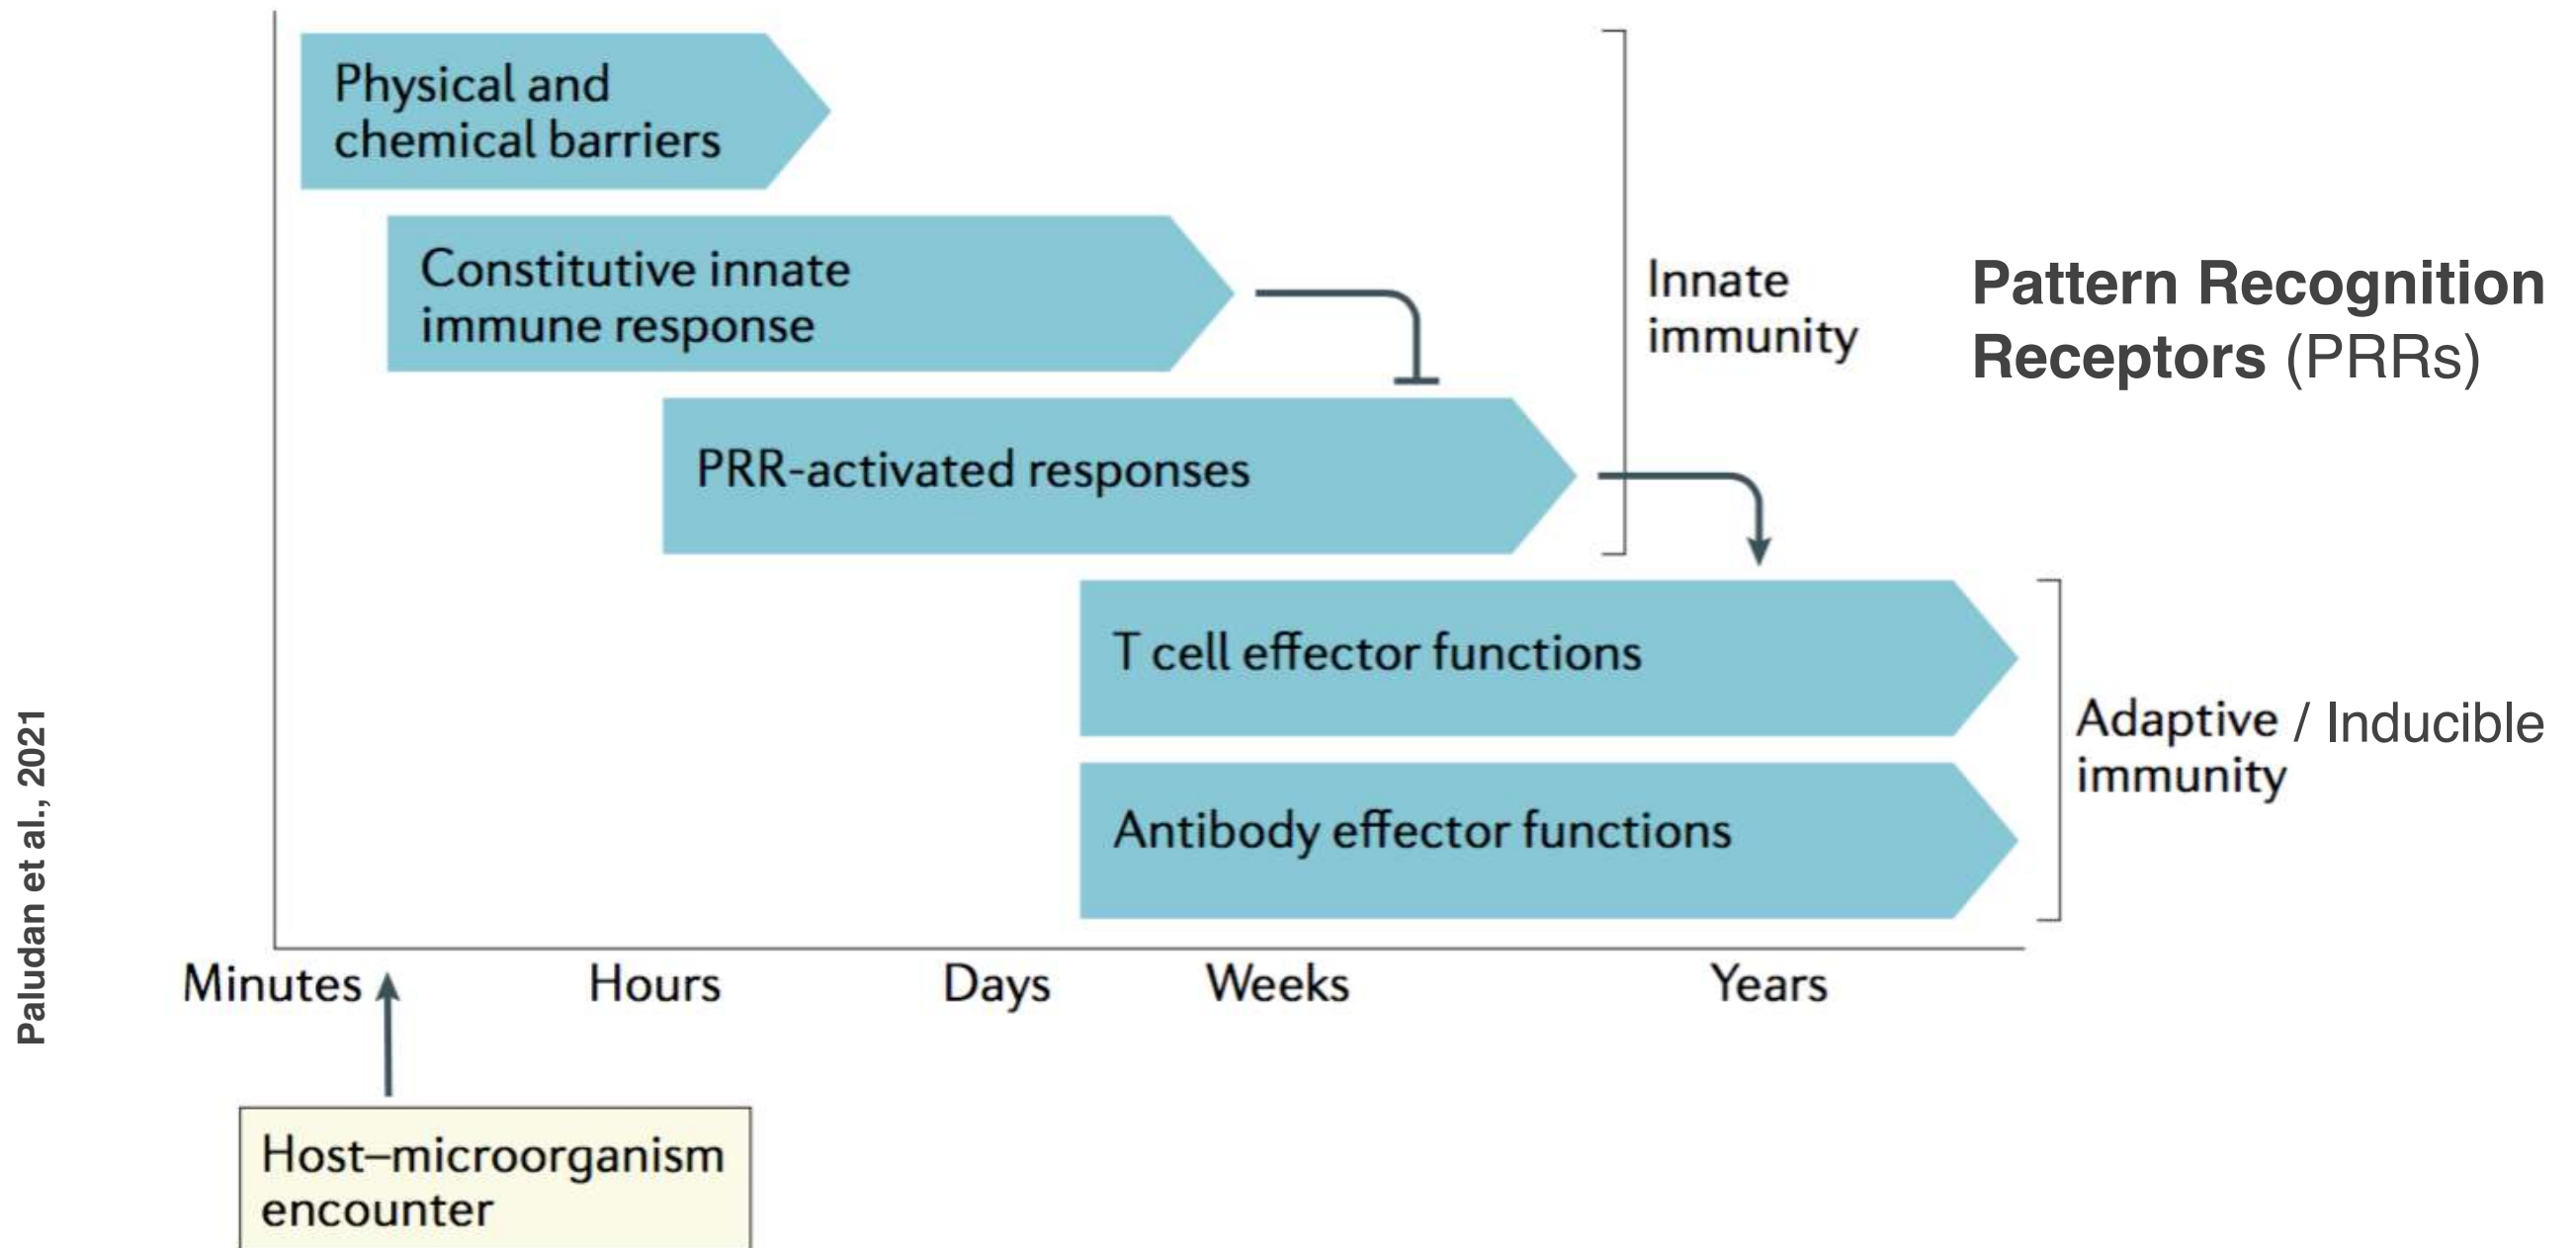 Physical and
chemical barriers
Constitutive innate
immune response
PRR-activated responses
Innate
immunity
Pattern Recognition
Receptors (PRRs)
T cell effector functions
Antibody effector functions
Adaptive / Inducible
immunity
Minutes Hours Days Weeks Years
Host–microorganism
encounter
Paludan et al., 2021